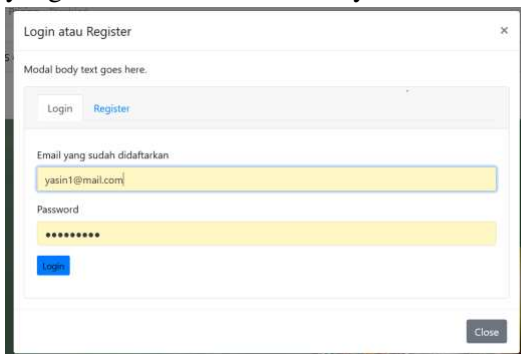 Login atau Register ×
Modal body text goes here.
Login Register
Email yang sudah didaftarkan
yasin1@mail.com
Password
•••••••••
Login
Close